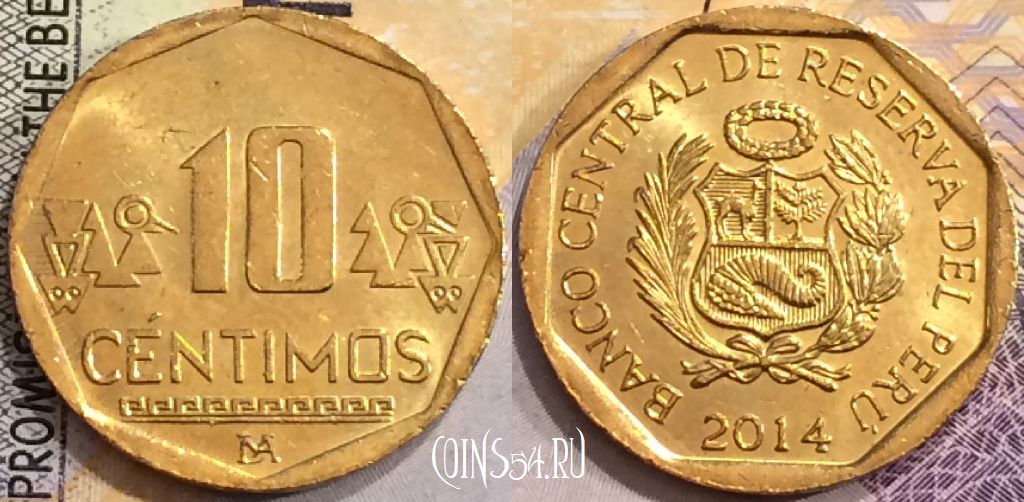 THE BE
PROMIS
10
CÉNTIMOS
BANCO CENTRAL DE RESERVA DEL PERÚ
2014
COINS54.RU